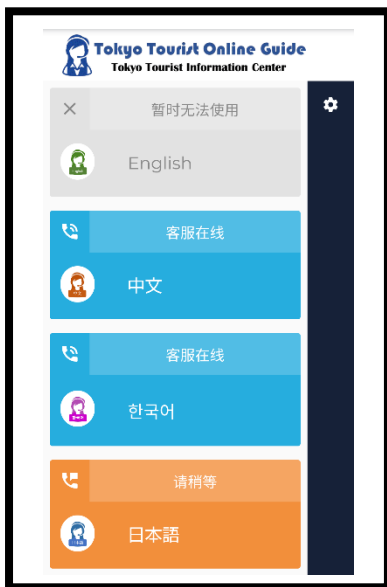 Tokyo Tourist Online Guide
Tokyo Tourist Information Center
暂时无法使用
English
客服在线
中文
客服在线
한국어
请稍等
日本語